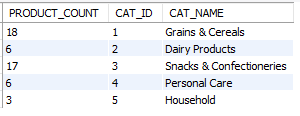 PRODUCT_COUNT CAT_ID CAT_NAME
18 1 Grains & Cereals
6 2 Dairy Products
17 3 Snacks & Confectioneries
6 4 Personal Care
3 5 Household